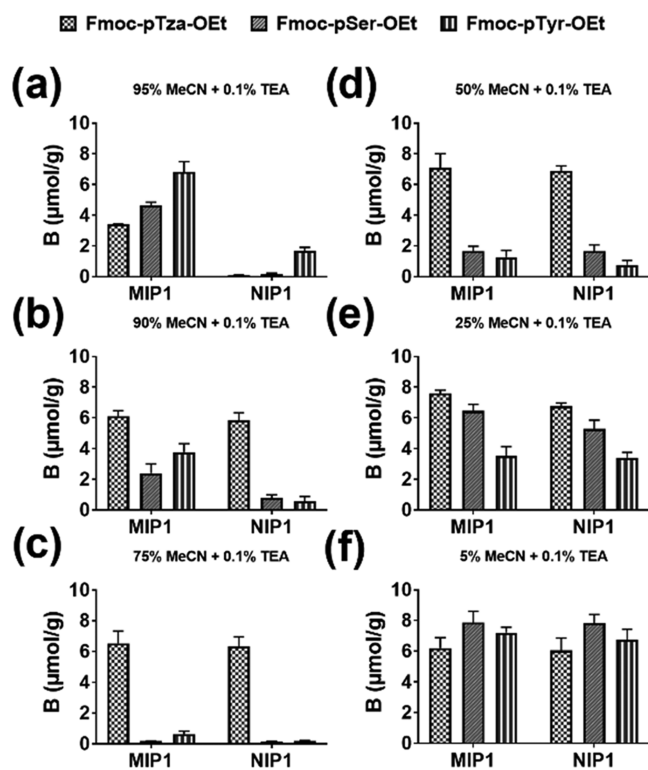 Fmoc-pTza-OEt Fmoc-pSer-OEt Fmoc-pTyr-OEt
(a)
95% MeCN + 0.1% TEA
B (µmol/g)
10
8
6
4
2
0
MIP1 NIP1
(b)
90% MeCN + 0.1% TEA
B (µmol/g)
10
8
6
4
2
0
MIP1 NIP1
(c)
75% MeCN + 0.1% TEA
B (µmol/g)
10
8
6
4
2
0
MIP1 NIP1
(d)
50% MeCN + 0.1% TEA
B (µmol/g)
10
8
6
4
2
0
MIP1 NIP1
(e)
25% MeCN + 0.1% TEA
B (µmol/g)
10
8
6
4
2
0
MIP1 NIP1
(f)
5% MeCN + 0.1% TEA
B (µmol/g)
10
8
6
4
2
0
MIP1 NIP1